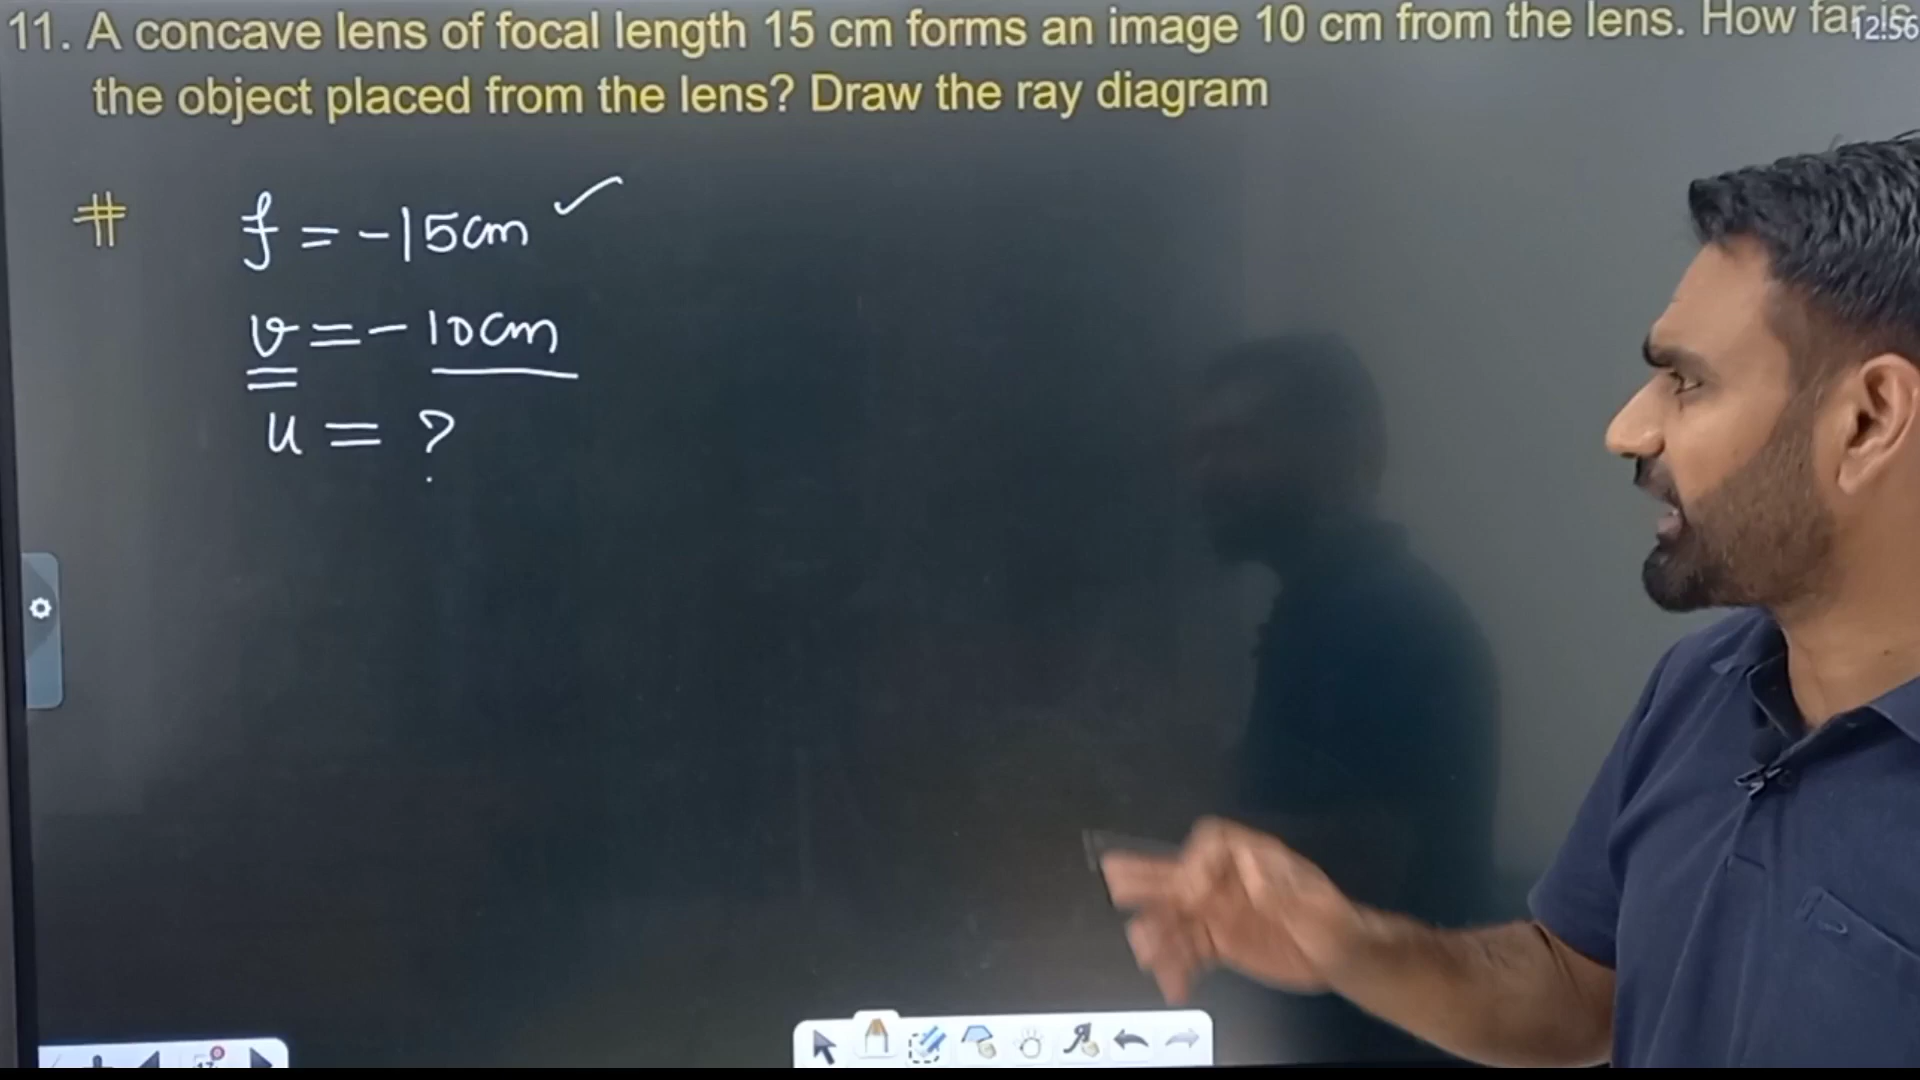 11. A concave lens of focal length 15 cm forms an image 10 cm from the lens. How far is
12:56
the object placed from the lens? Draw the ray diagram
# f = -15cm ✓
v = - 10cm
u = ?